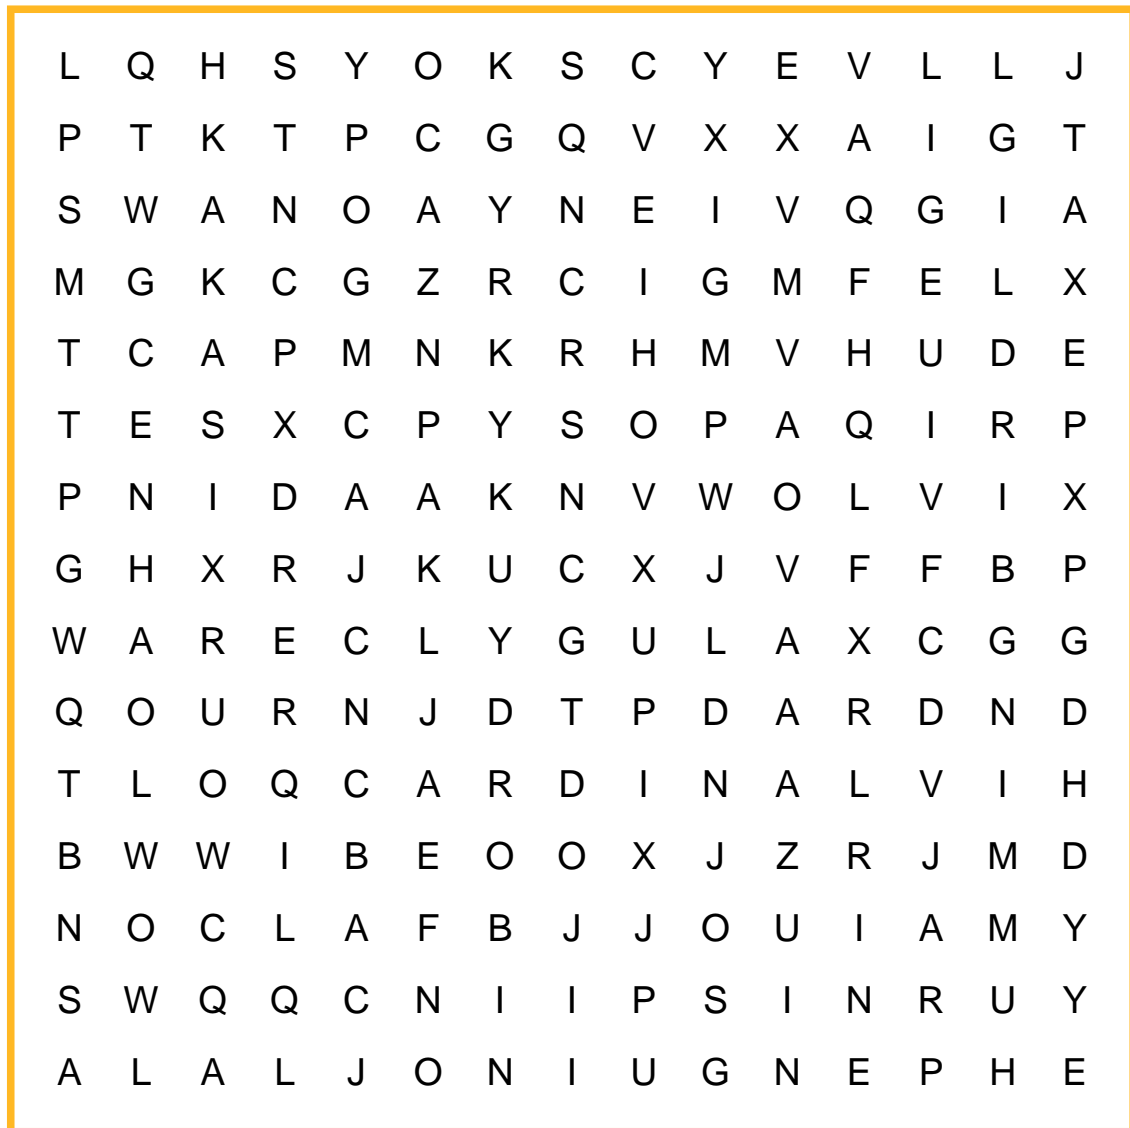 L Q H S Y O K S C Y E V L L J
P T K T P C G Q V X X A I G T
S W A N O A Y N E I V Q G I A
M G K C G Z R C I G M F E L X
T C A P M N K R H M V H U D E
T E S X C P Y S O P A Q I R P
P N I D A A K N V W O L V I X
G H X R J K U C X J V F F B P
W A R E C L Y G U L A X C G G
Q O U R N J D T P D A R D N D
T L O Q C A R D I N A L V I H
B W W I B E O O X J Z R J M D
N O C L A F B J J O U I A M Y
S W Q Q C N I I P S I N R U Y
A L A L J O N I U G N E P H E